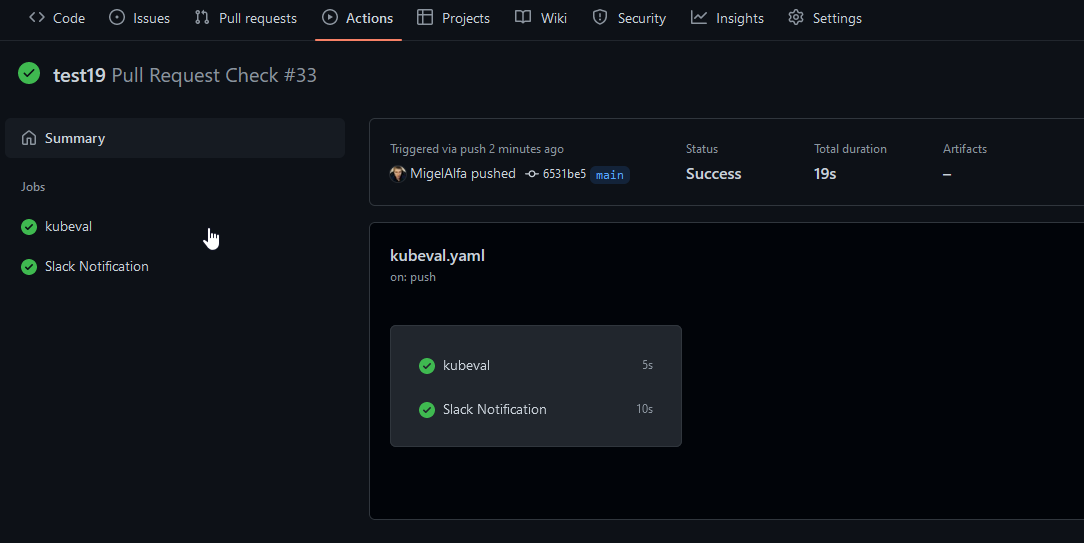 Code Issues Pull requests Actions Projects Wiki Security Insights Settings
test19 Pull Request Check #33
Summary
Jobs
kubeval
Slack Notification
Triggered via push 2 minutes ago
MigelAlfa pushed 6531be5 main
Status
Success
Total duration
19s
Artifacts
–
kubeval.yaml
on: push
kubeval 5s
Slack Notification 10s